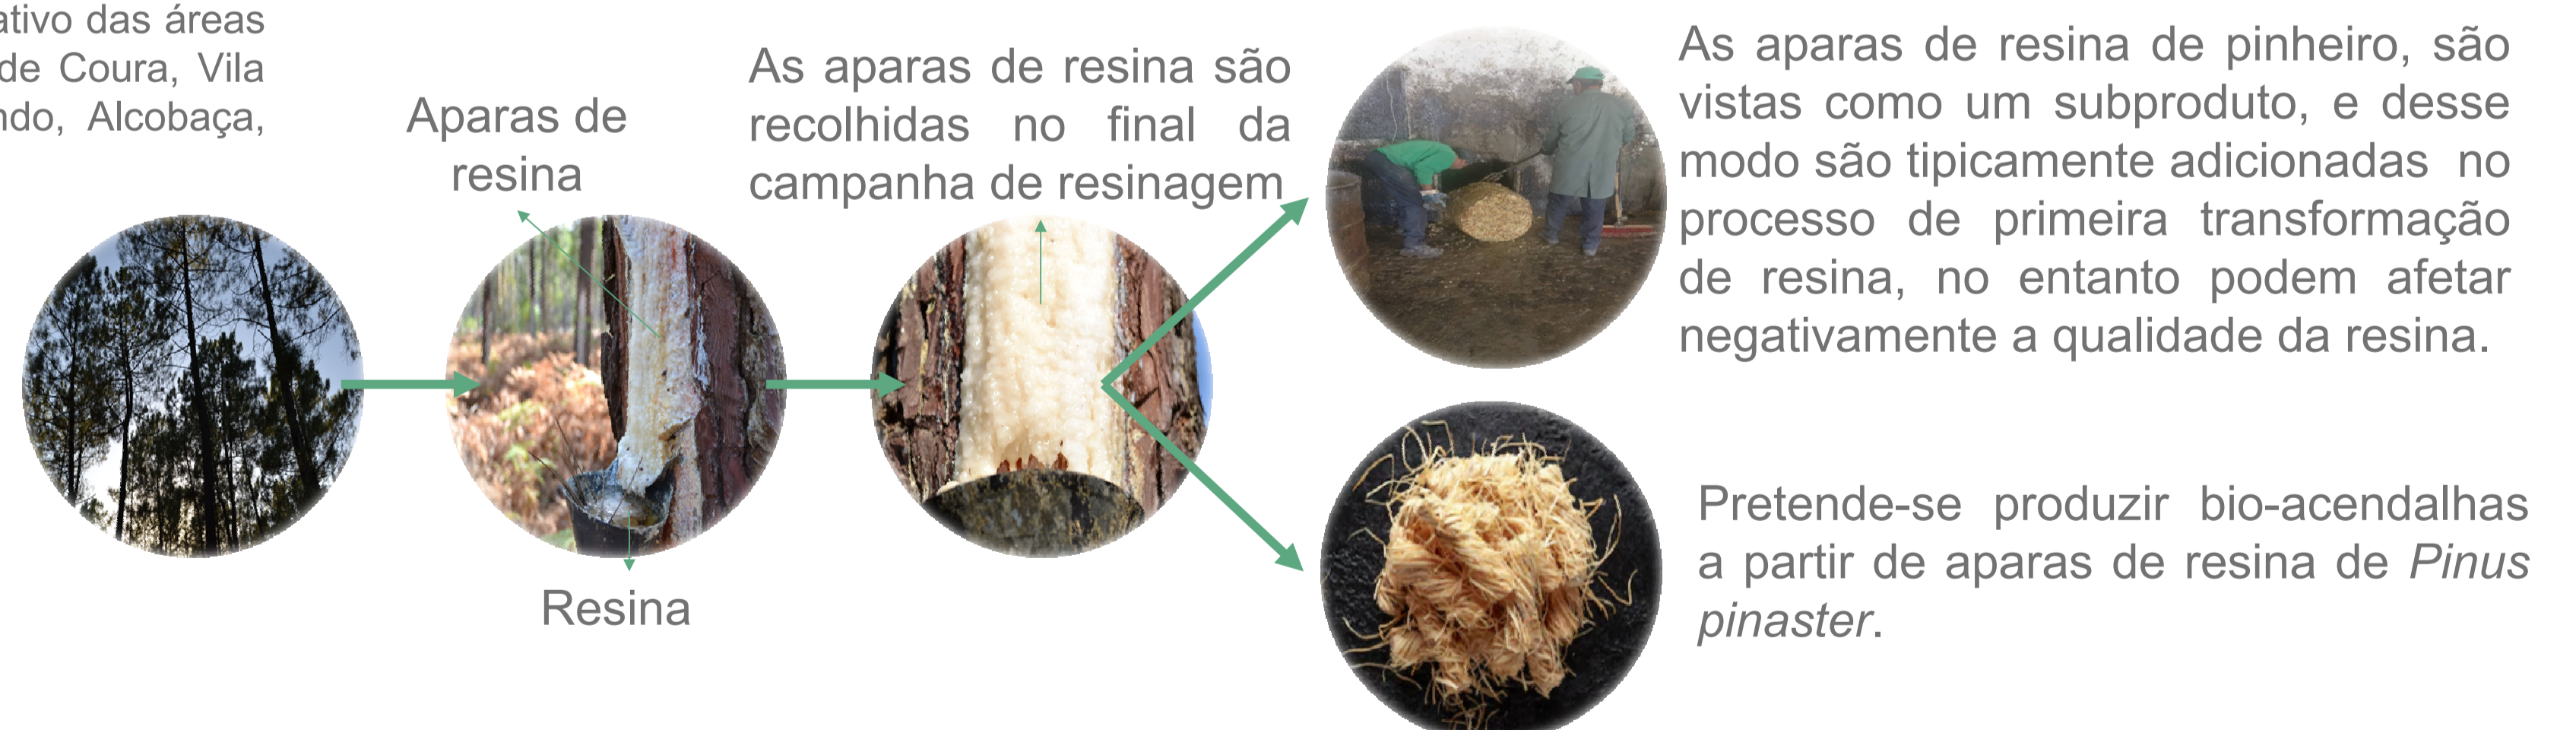 das áreas
de Coura, Vila
Alcobaça,
Aparas de
resina
Resina
As aparas de resina são
recolhidas no final da
campanha de resinagem
As aparas de resina de pinheiro, são
vistas como um subproduto, e desse
modo são tipicamente adicionadas no
processo de primeira transformação
de resina, no entanto podem afetar
negativamente a qualidade da resina.
Pretende-se produzir bio-acendalhas
a partir de aparas de resina de Pinus
pinaster.